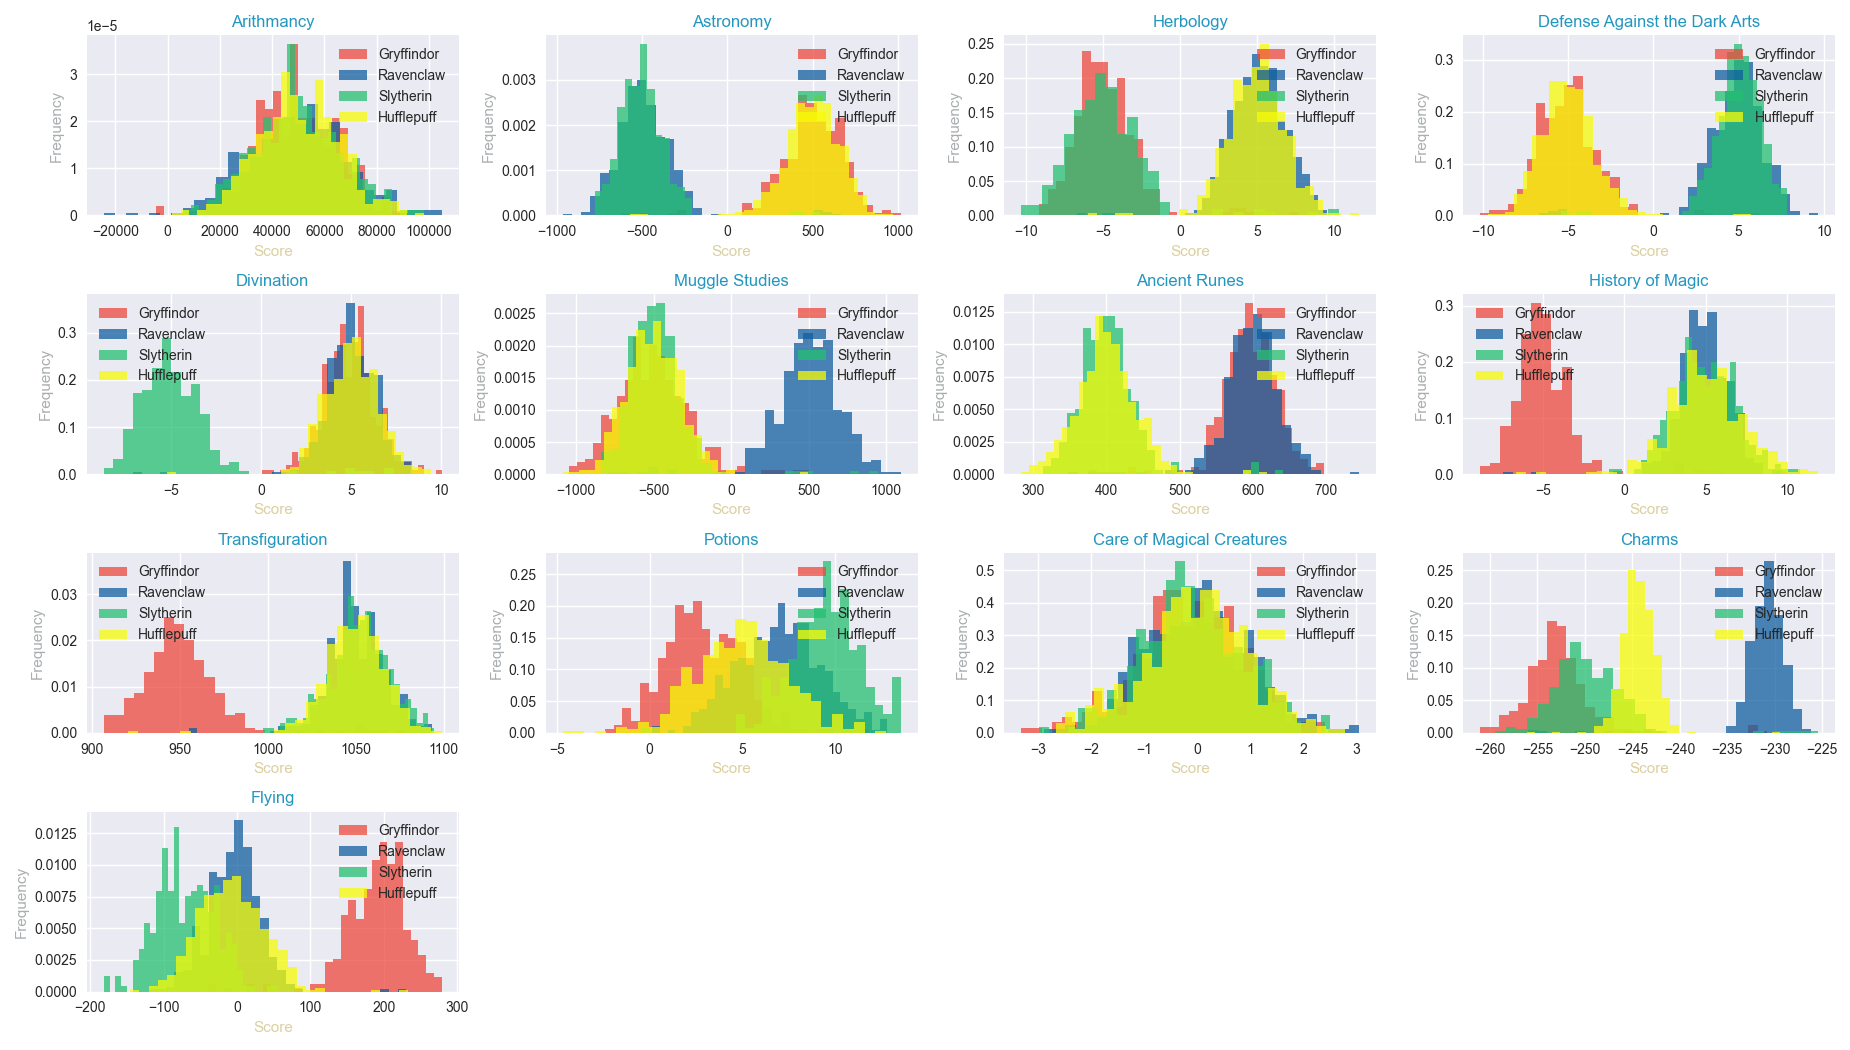 Arithmancy
1e−5
Frequency
3
2
1
0
Gryffindor
Ravenclaw
Slytherin
Hufflepuff
−20000 0 20000 40000 60000 80000 100000
Score
Astronomy
Frequency
0.003
0.002
0.001
0.000
Gryffindor
Ravenclaw
Slytherin
Hufflepuff
−1000 −500 0 500 1000
Score
Herbology
Frequency
0.25
0.20
0.15
0.10
0.05
0.00
Gryffindor
Ravenclaw
Slytherin
Hufflepuff
−10 −5 0 5 10
Score
Defense Against the Dark Arts
Frequency
0.3
0.2
0.1
0.0
Gryffindor
Ravenclaw
Slytherin
Hufflepuff
−10 −5 0 5 10
Score
Divination
Frequency
0.3
0.2
0.1
0.0
Gryffindor
Ravenclaw
Slytherin
Hufflepuff
−5 0 5 10
Score
Muggle Studies
Frequency
0.0025
0.0020
0.0015
0.0010
0.0005
0.0000
Gryffindor
Ravenclaw
Slytherin
Hufflepuff
−1000 −500 0 500 1000
Score
Ancient Runes
Frequency
0.0125
0.0100
0.0075
0.0050
0.0025
0.0000
Gryffindor
Ravenclaw
Slytherin
Hufflepuff
300 400 500 600 700
Score
History of Magic
Frequency
0.3
0.2
0.1
0.0
Gryffindor
Ravenclaw
Slytherin
Hufflepuff
−5 0 5 10
Score
Transfiguration
Frequency
0.03
0.02
0.01
0.00
Gryffindor
Ravenclaw
Slytherin
Hufflepuff
900 950 1000 1050 1100
Score
Potions
Frequency
0.25
0.20
0.15
0.10
0.05
0.00
Gryffindor
Ravenclaw
Slytherin
Hufflepuff
−5 0 5 10
Score
Care of Magical Creatures
Frequency
0.5
0.4
0.3
0.2
0.1
0.0
Gryffindor
Ravenclaw
Slytherin
Hufflepuff
−3 −2 −1 0 1 2 3
Score
Charms
Frequency
0.25
0.20
0.15
0.10
0.05
0.00
Gryffindor
Ravenclaw
Slytherin
Hufflepuff
−260 −255 −250 −245 −240 −235 −230 −225
Score
Flying
Frequency
0.0125
0.0100
0.0075
0.0050
0.0025
0.0000
Gryffindor
Ravenclaw
Slytherin
Hufflepuff
−200 −100 0 100 200 300
Score